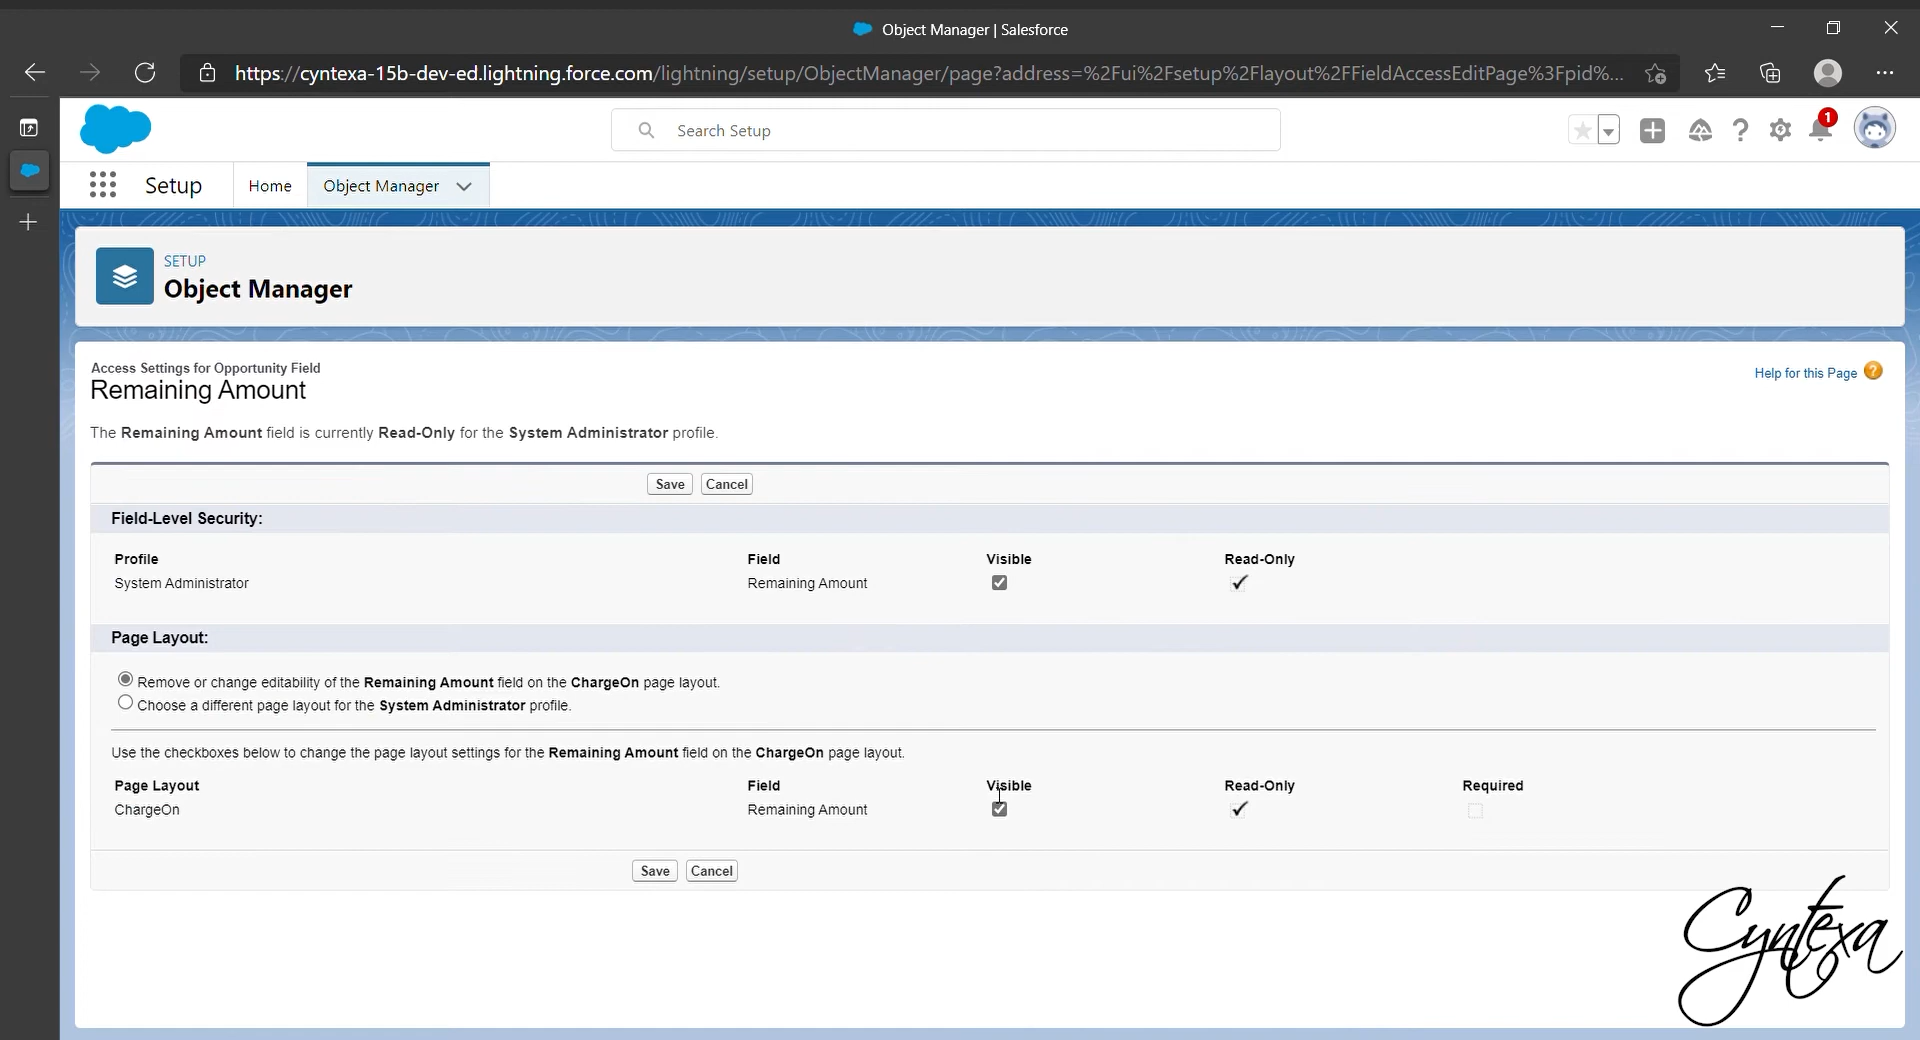 Object Manager | Salesforce
https://cyntexa-15b-dev-ed.lightning.force.com/lightning/setup/ObjectManager/page?address=%2Fui%2Fsetup%2Flayout%2FFieldAccessEditPage%3Fpid%...
Search Setup
1
Setup Home Object Manager
SETUP
Object Manager
Access Settings for Opportunity Field
Remaining Amount
Help for this Page ?
The Remaining Amount field is currently Read-Only for the System Administrator profile.
Save Cancel
Field-Level Security:
Profile Field Visible Read-Only
System Administrator Remaining Amount
Page Layout:
Remove or change editability of the Remaining Amount field on the ChargeOn page layout.
Choose a different page layout for the System Administrator profile.
Use the checkboxes below to change the page layout settings for the Remaining Amount field on the ChargeOn page layout.
Page Layout Field Visible Read-Only Required
ChargeOn Remaining Amount
Save Cancel
Cyntexa